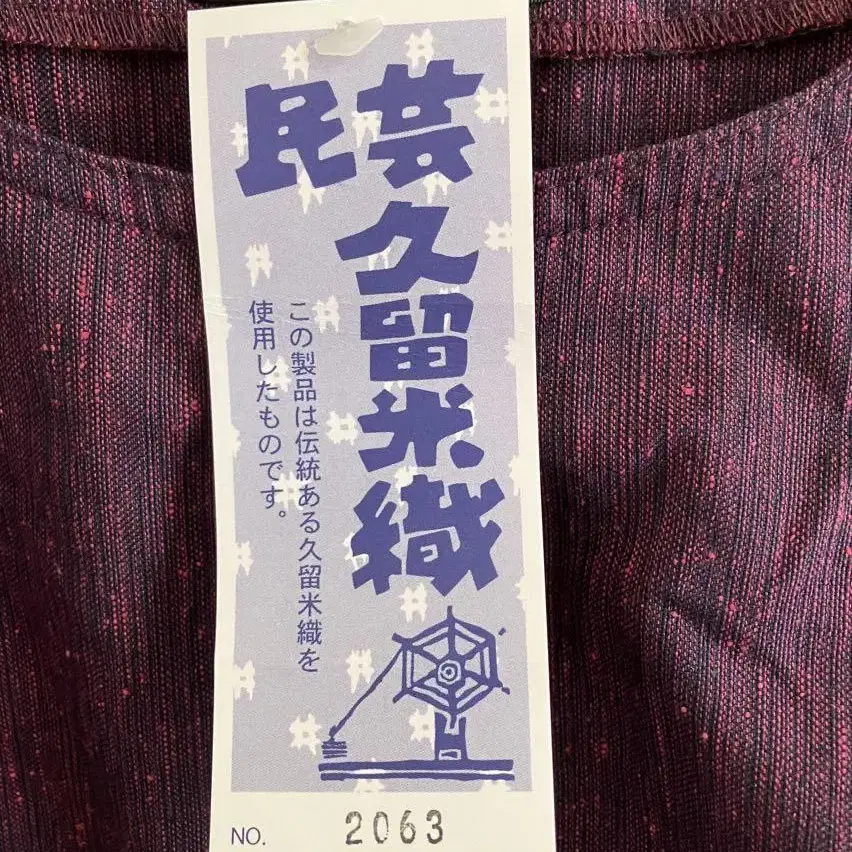 民芸
久留米織
この製品は伝統ある久留米織を
使用したものです。
NO. 2063